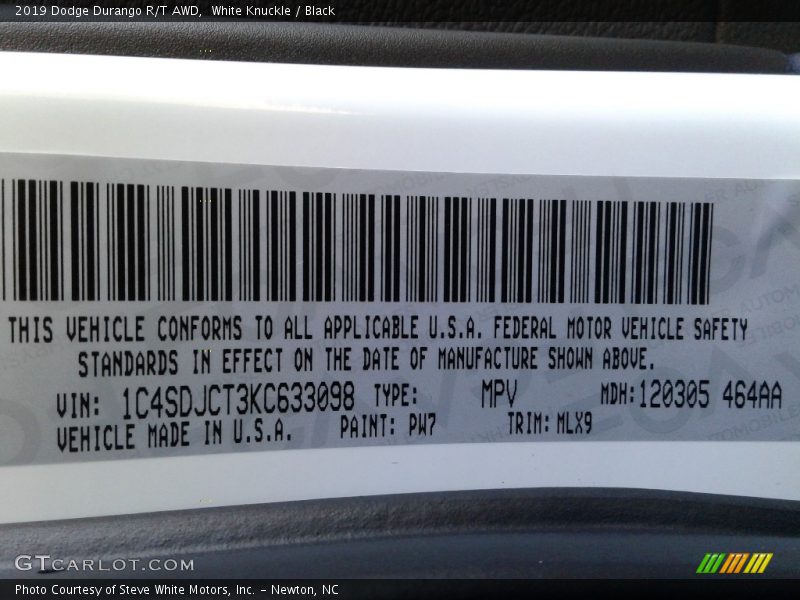 2019 Dodge Durango R/T AWD, White Knuckle / Black
THIS VEHICLE CONFORMS TO ALL APPLICABLE U.S.A. FEDERAL MOTOR VEHICLE SAFETY
STANDARDS IN EFFECT ON THE DATE OF MANUFACTURE SHOWN ABOVE.
VIN: 1C4SDJCT3KC633098 TYPE: MPV MDH:120305 464AA
VEHICLE MADE IN U.S.A. PAINT: PW7 TRIM: MLX9
GTCARLOT.COM
Photo Courtesy of Steve White Motors, Inc. – Newton, NC